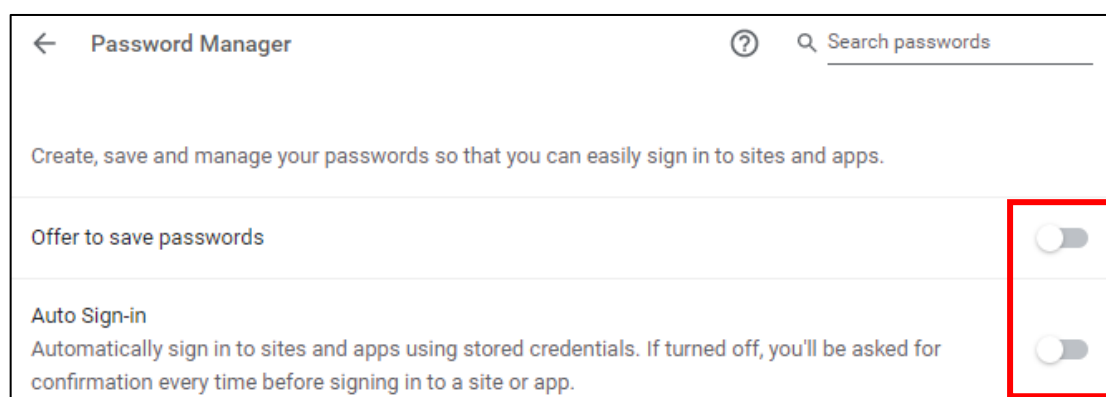 Password Manager
Search passwords
Create, save and manage your passwords so that you can easily sign in to sites and apps.
Offer to save passwords
Auto Sign-in
Automatically sign in to sites and apps using stored credentials. If turned off, you'll be asked for
confirmation every time before signing in to a site or app.